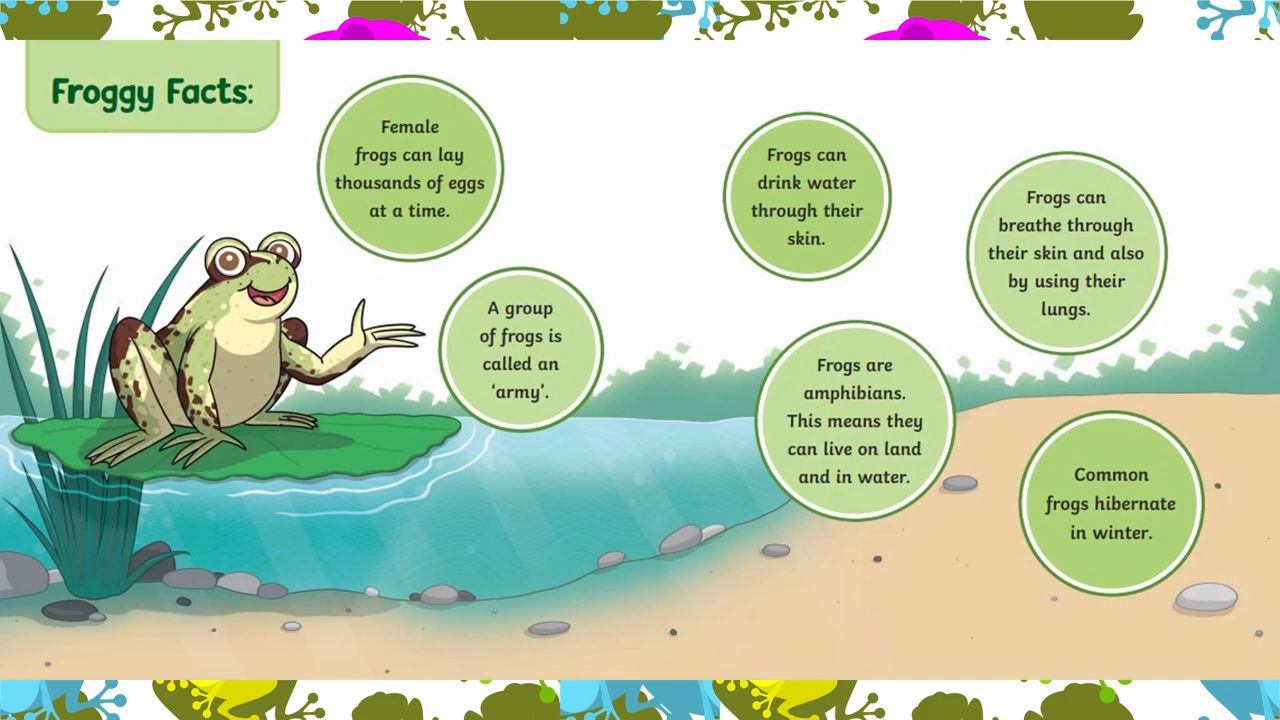 Froggy Facts:
Female
frogs can lay
thousands of eggs
at a time.
A group
of frogs is
called an
'army'.
Frogs can
drink water
through their
skin.
Frogs are
amphibians.
This means they
can live on land
and in water.
Frogs can
breathe through
their skin and also
by using their
lungs.
Common
frogs hibernate
in winter.